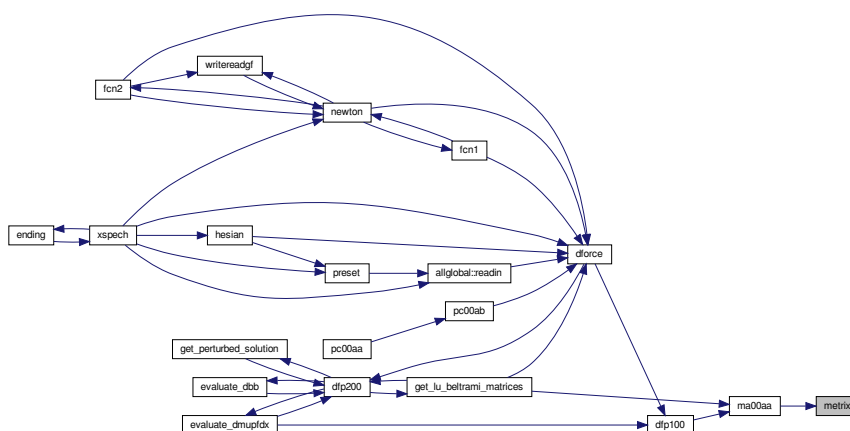 writereadgf
fcn2
newton
fcn1
ending
xspech
hesian
dforce
preset
allglobal::readin
pc00ab
get_perturbed_solution
pc00aa
evaluate_dbb
dfp200
get_lu_beltrami_matrices
ma00aa
metrix
evaluate_dmupfdx
dfp100